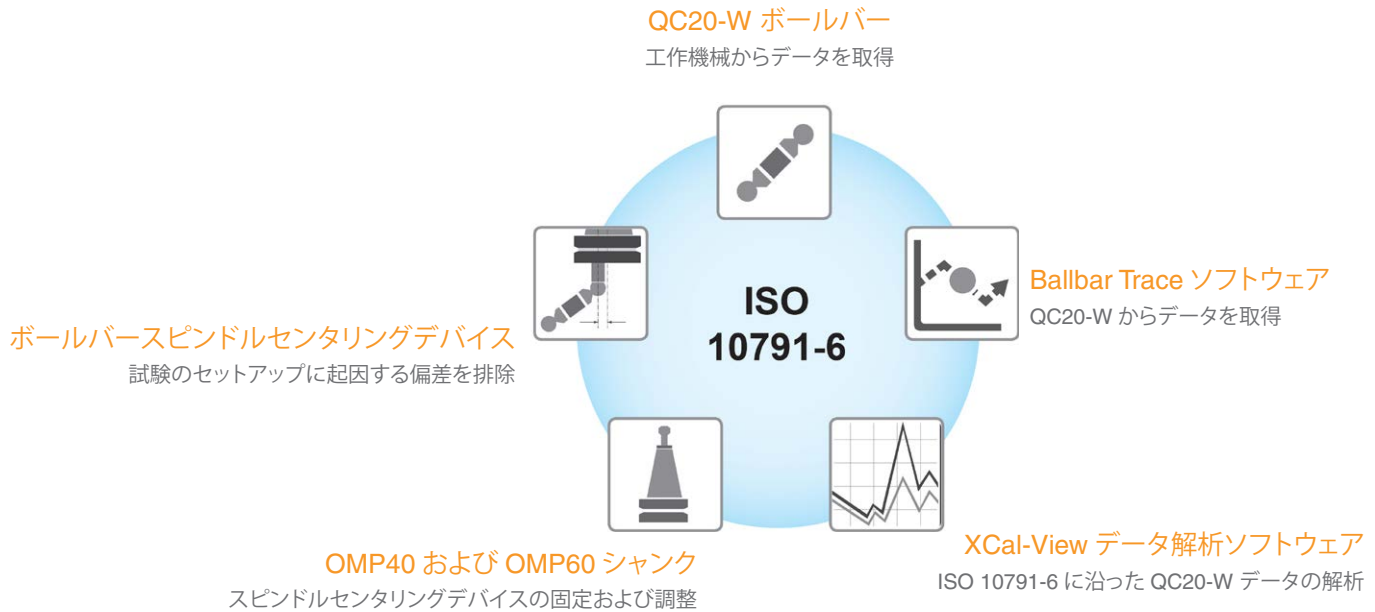 QC20-W ボールバー
工作機械からデータを取得
ISO
10791-6
Ballbar Trace ソフトウェア
QC20-W からデータを取得
ボールバースピンドルセンタリングデバイス
試験のセットアップに起因する偏差を排除
XCal-View データ解析ソフトウェア
ISO 10791-6 に沿った QC20-W データの解析
OMP40 および OMP60 シャンク
スピンドルセンタリングデバイスの固定および調整